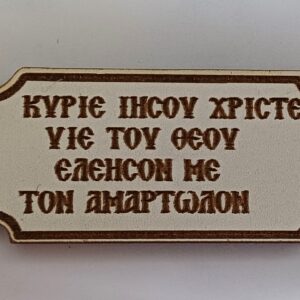 ΚΥΡΙΕ ΙΗΣΟΥ ΧΡΙΣΤΕ
ΥΙΕ ΤΟΥ ΘΕΟΥ
ΕΛΕΗΣΟΝ ΜΕ
ΤΟΝ ΑΜΑΡΤΩΛΟΝ